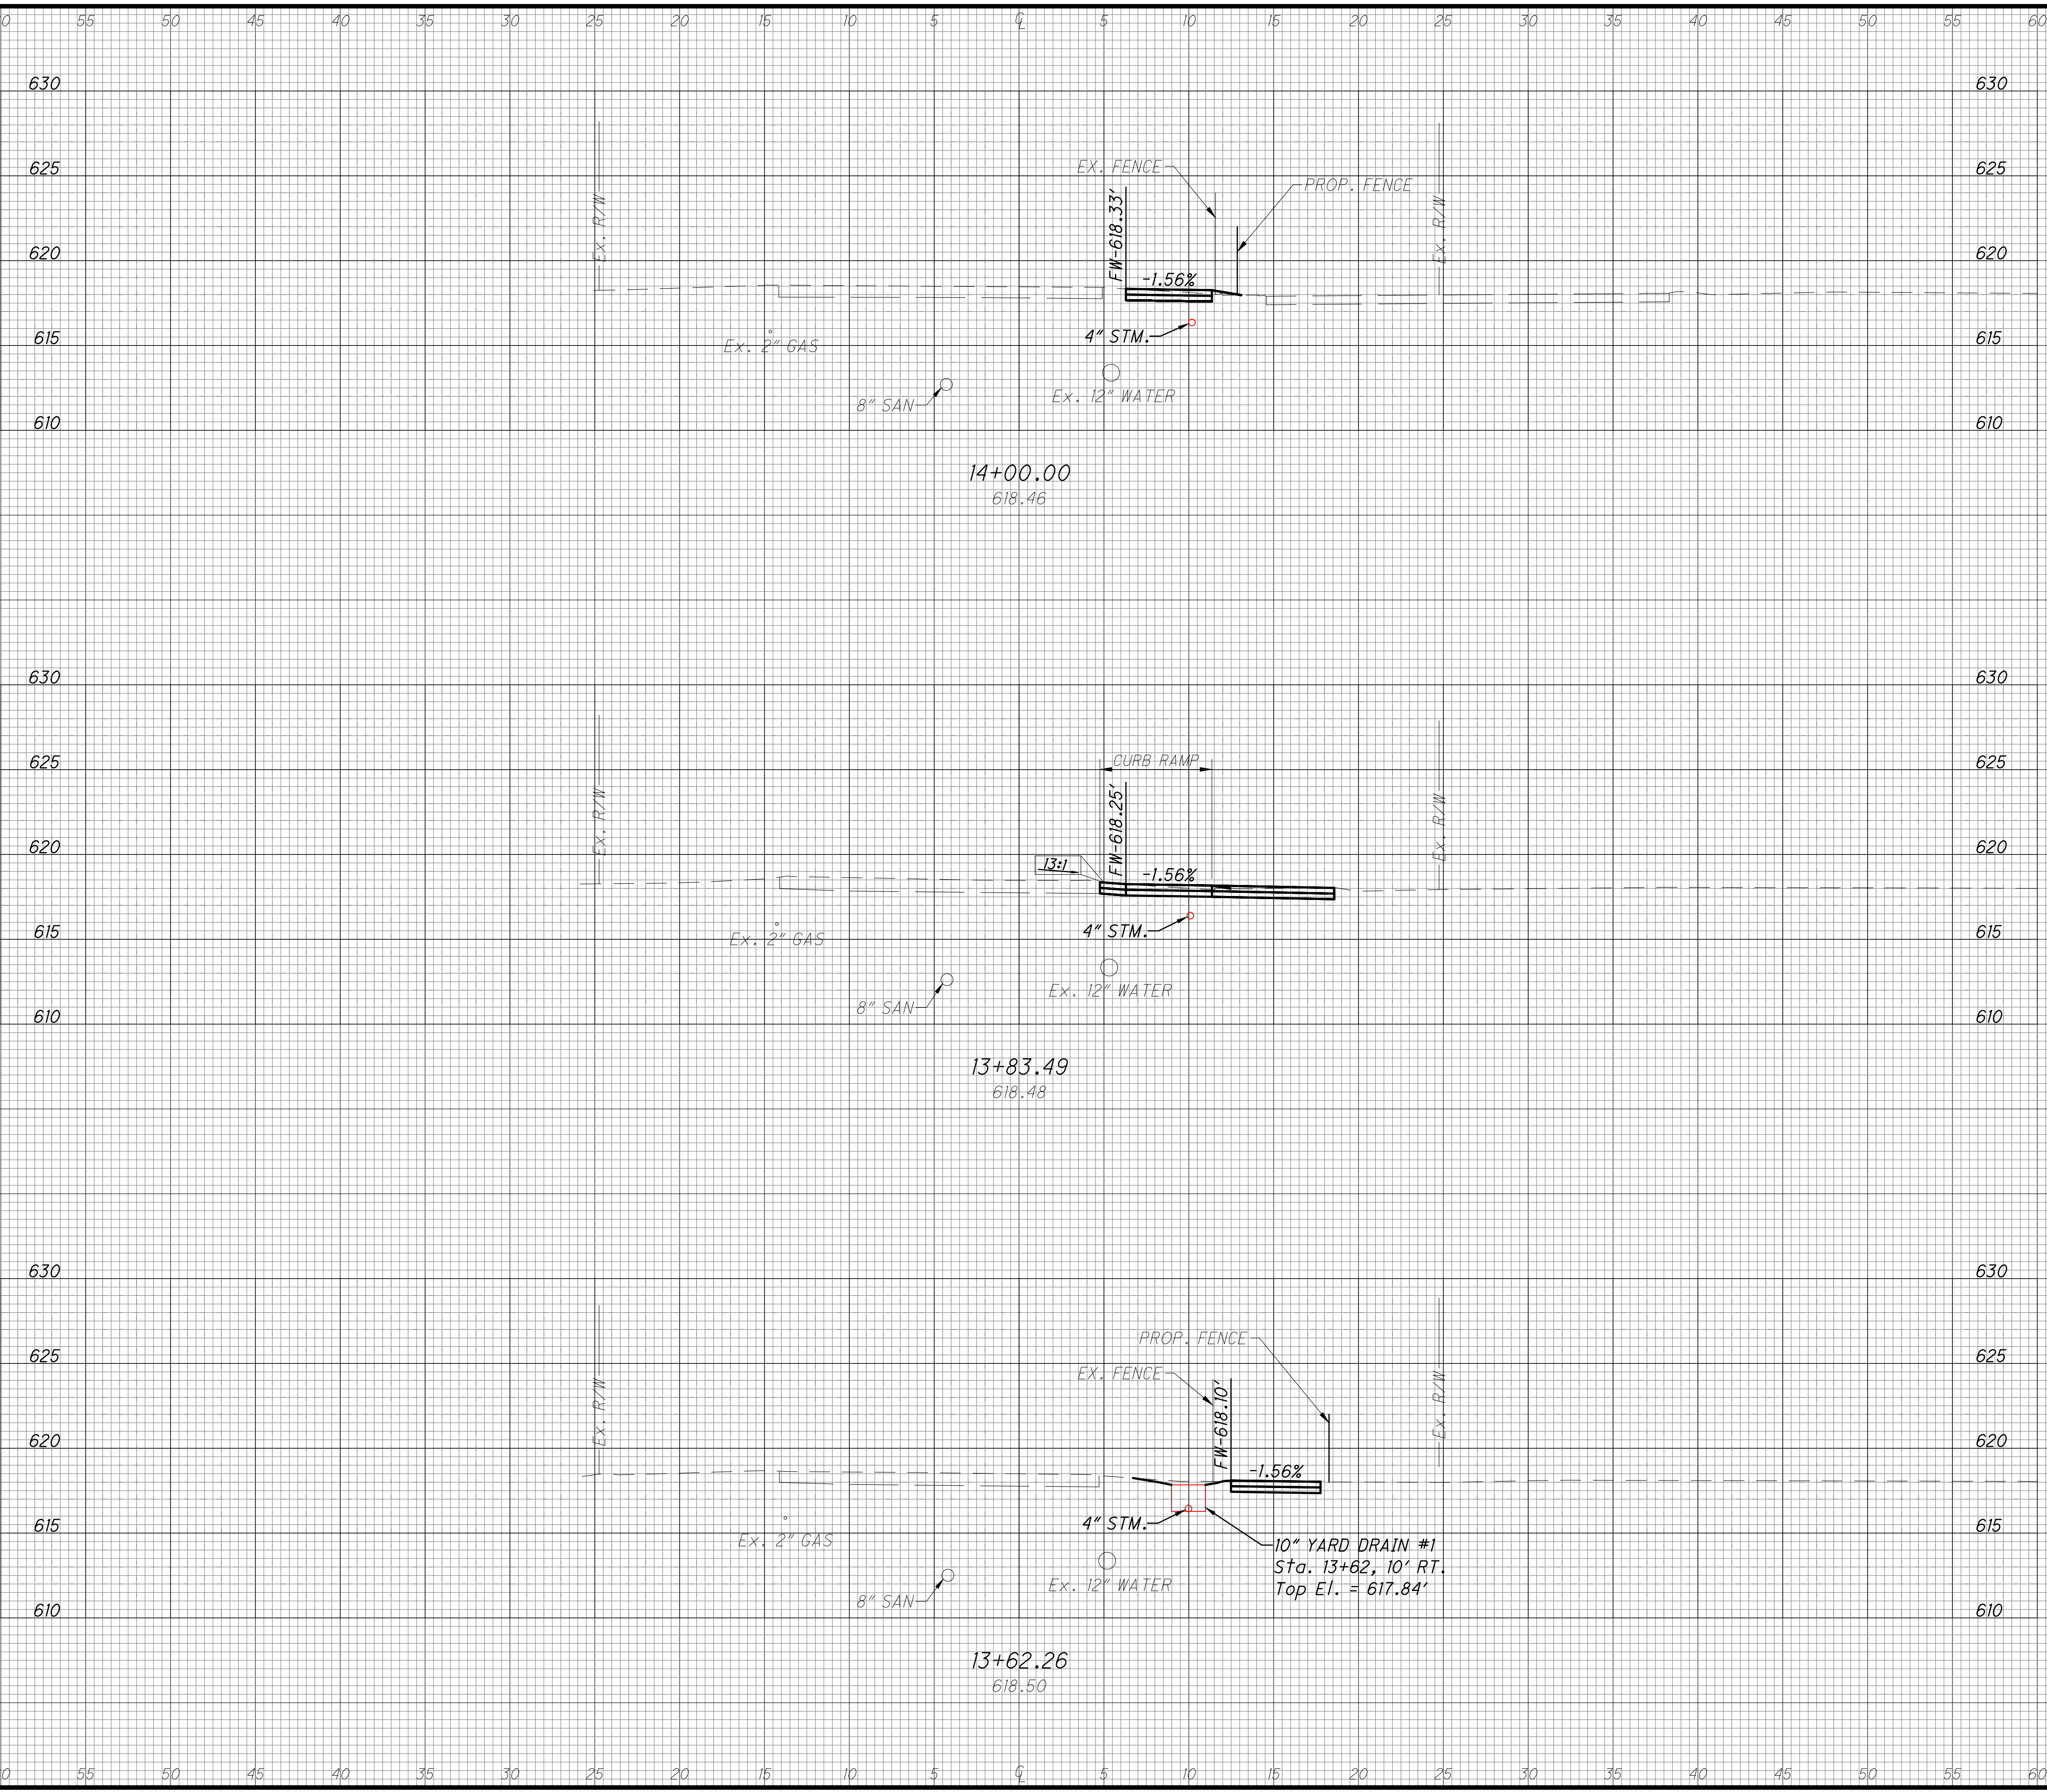 0 55 50 45 40 35 30 25 20 15 10 5 ℄ 5 10 15 20 25 30 35 40 45 50 55 60
630 630
625 625
EX. FENCE
PROP. FENCE
Ex. R/W
FW-618.33'
Ex. R/W
620 620
-1.56%
615 615
4" STM.
Ex. 2" GAS
8" SAN
Ex. 12" WATER
610 610
14+00.00
618.46
630 630
625 625
CURB RAMP
Ex. R/W
FW-618.25'
Ex. R/W
620 620
13:1
-1.56%
615 615
4" STM.
Ex. 2" GAS
8" SAN
Ex. 12" WATER
610 610
13+83.49
618.48
630 630
PROP. FENCE
625 625
EX. FENCE
Ex. R/W
FW-618.10'
Ex. R/W
620 620
-1.56%
615 615
4" STM.
Ex. 2" GAS
10" YARD DRAIN #1
Sta. 13+62, 10' RT.
Top El. = 617.84'
8" SAN
Ex. 12" WATER
610 610
13+62.26
618.50
0 55 50 45 40 35 30 25 20 15 10 5 ℄ 5 10 15 20 25 30 35 40 45 50 55 60